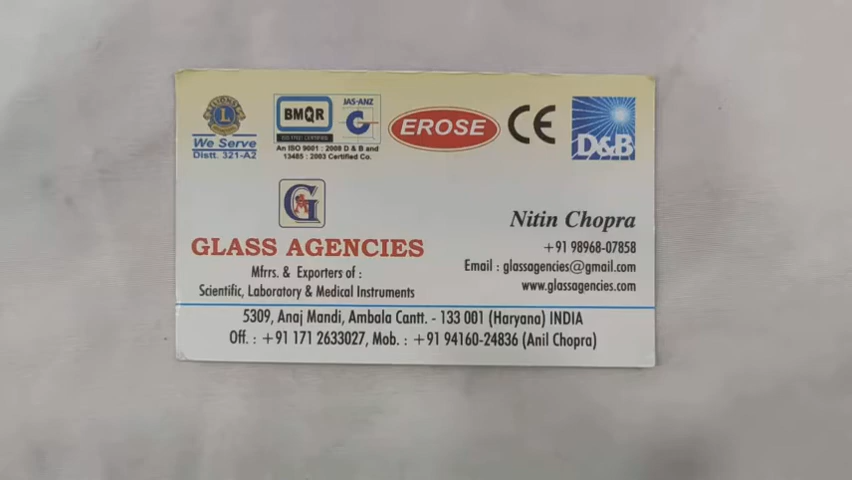 LIONS
L
We Serve
Distt. 321-A2
BMQR
JAS-ANZ
An ISO 9001 : 2008 D & B and
13485 : 2003 Certified Co.
EROSE
CE
D&B
G
GLASS AGENCIES
Mfrrs. & Exporters of :
Scientific, Laboratory & Medical Instruments
Nitin Chopra
+91 98968-07858
Email : glassagencies@gmail.com
www.glassagencies.com
5309, Anaj Mandi, Ambala Cantt. - 133 001 (Haryana) INDIA
Off. : +91 171 2633027, Mob. : +91 94160-24836 (Anil Chopra)